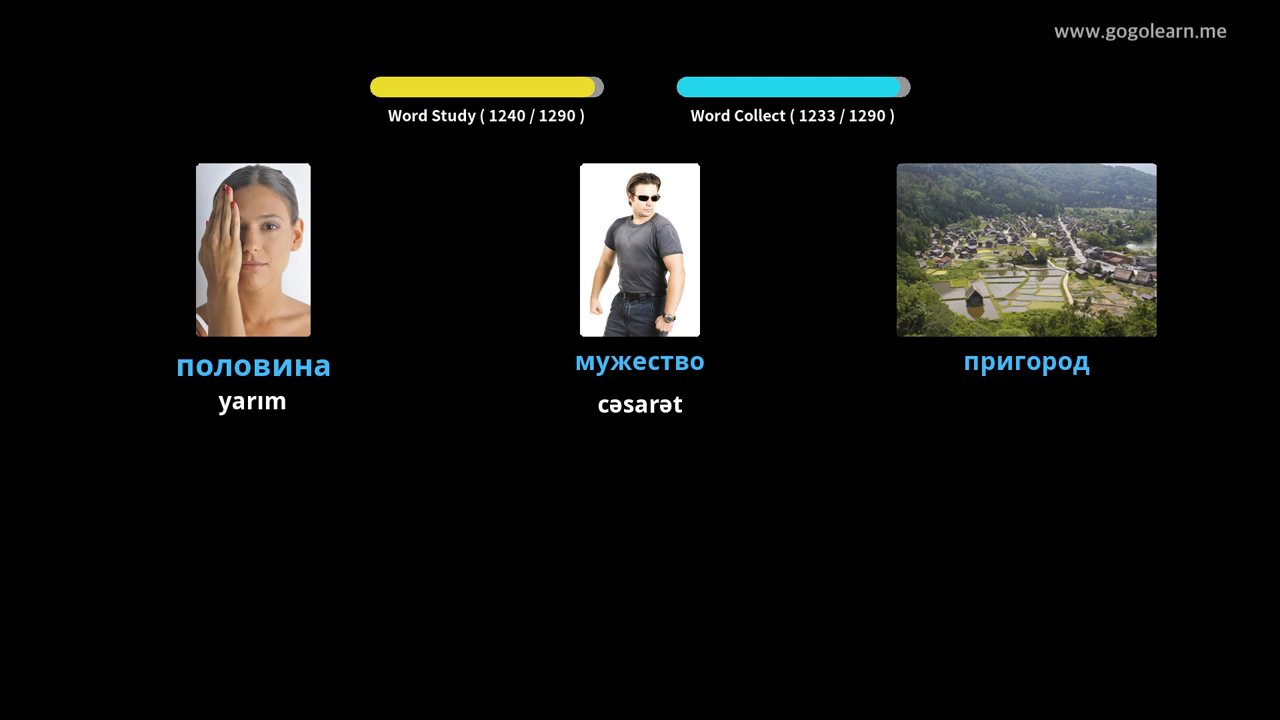 www.gogolearn.me
Word Study ( 1240 / 1290 )
Word Collect ( 1233 / 1290 )
половина
yarım
мужество
cəsarət
пригород